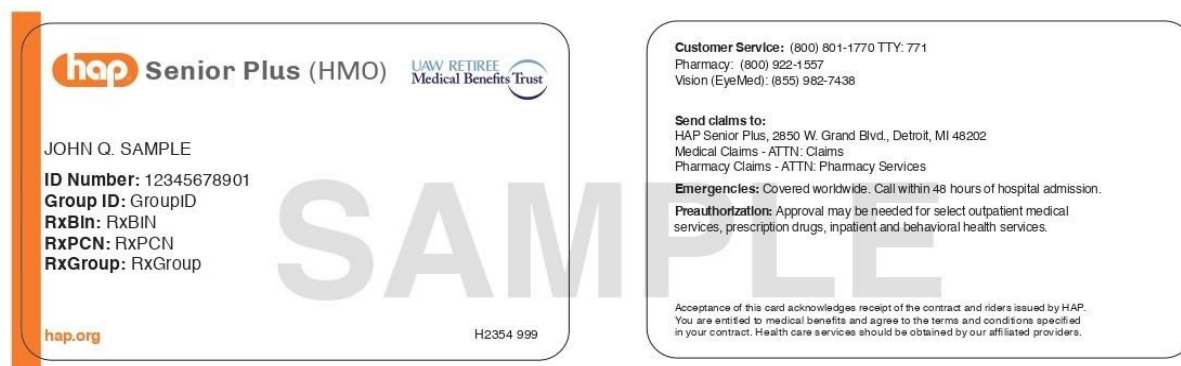 hap Senior Plus (HMO)
UAW RETIREE
Medical Benefits Trust
JOHN Q. SAMPLE
ID Number: 12345678901
Group ID: GroupID
RxBin: RxBIN
RxPCN: RxPCN
RxGroup: RxGroup
hap.org
H2354 999
Customer Service: (800) 801-1770 TTY: 771
Pharmacy: (800) 922-1557
Vision (EyeMed): (855) 982-7438
Send claims to:
HAP Senior Plus, 2850 W. Grand Blvd., Detroit, MI 48202
Medical Claims - ATTN: Claims
Pharmacy Claims - ATTN: Pharmacy Services
Emergencies: Covered worldwide. Call within 48 hours of hospital admission.
Preauthorization: Approval may be needed for select outpatient medical
services, prescription drugs, inpatient and behavioral health services.
Acceptance of this card acknowledges receipt of the contract and riders issued by HAP.
You are entitled to medical benefits and agree to the terms and conditions specified
in your contract. Health care services should be obtained by our affiliated providers.
SAMPLE